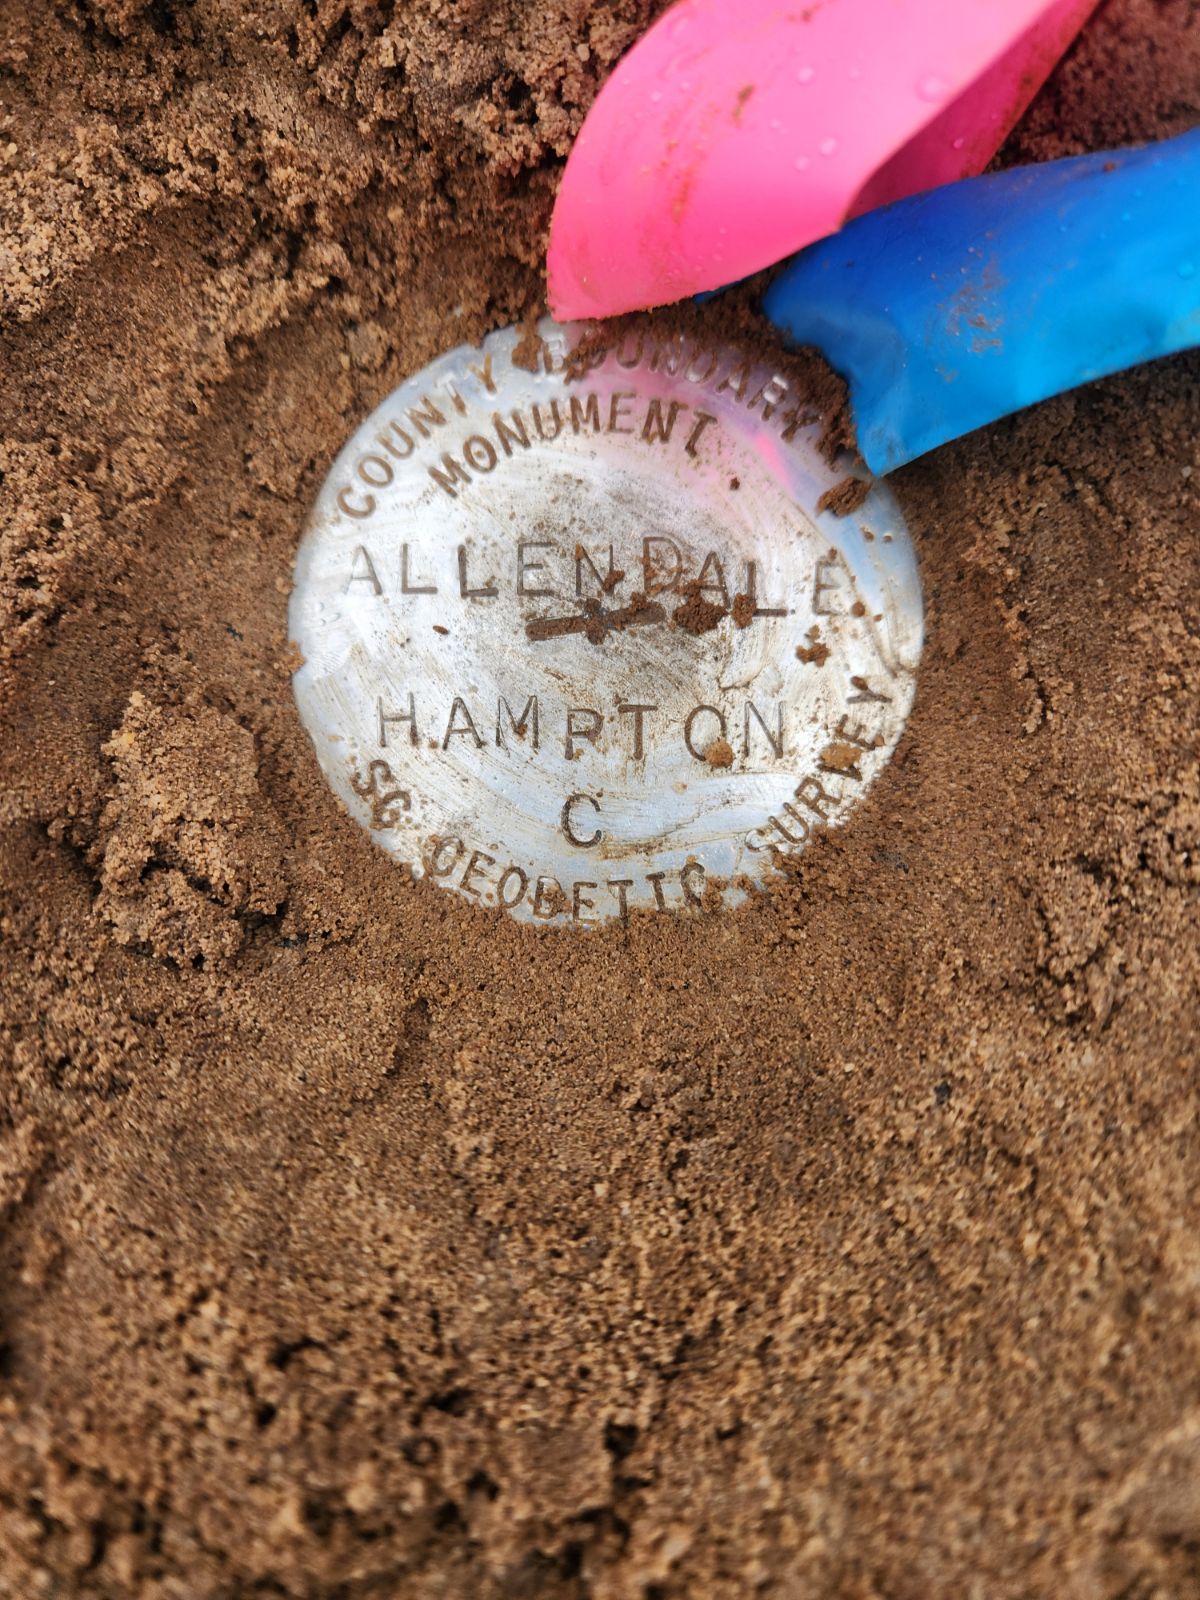 COUNTY BOUNDARY
MONUMENT
ALLENDALE
HAMPTON
C
SC GEODETIC SURVEY